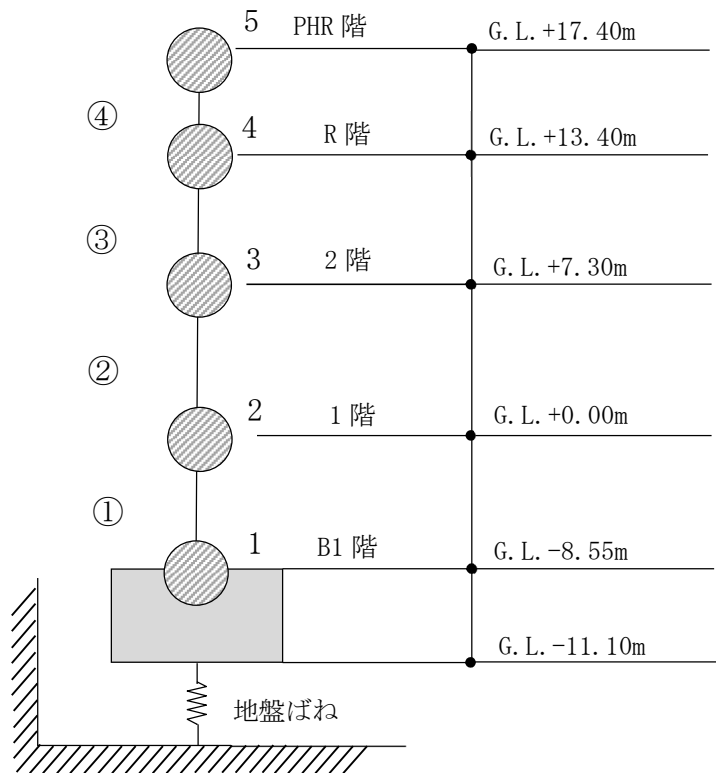 5 PHR 階 G.L.+17.40m
④
4 R 階 G.L.+13.40m
③
3 2 階 G.L.+7.30m
②
2 1 階 G.L.+0.00m
①
1 B1 階 G.L.-8.55m
G.L.-11.10m
地盤ばね